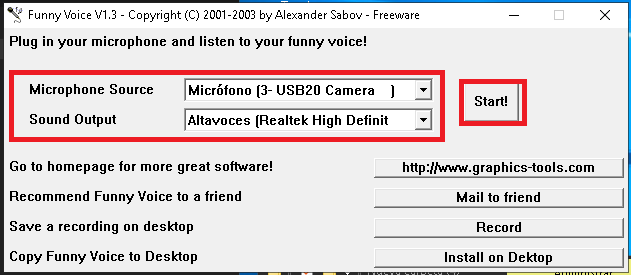 Funny Voice V1.3 - Copyright (C) 2001-2003 by Alexander Sabov - Freeware
Plug in your microphone and listen to your funny voice!
Microphone Source Micrófono (3- USB20 Camera )
Start!
Sound Output Altavoces (Realtek High Definit
Go to homepage for more great software! http://www.graphics-tools.com
Recommend Funny Voice to a friend Mail to friend
Save a recording on desktop Record
Copy Funny Voice to Desktop Install on Dektop